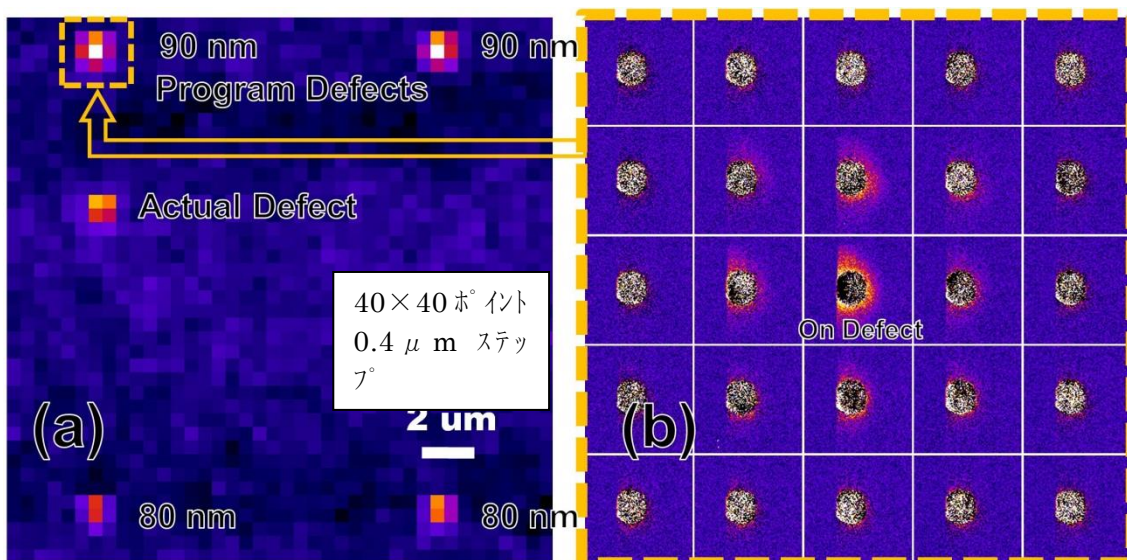 90 nm
90 nm
Program Defects
Actual Defect
40×40ポイント
0.4μm ステッ
プ
2 um
(a)
80 nm
80 nm
On Defect
(b)